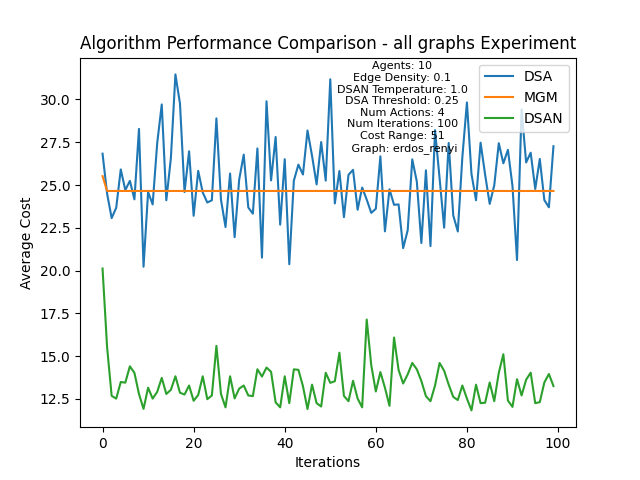 Algorithm Performance Comparison - all graphs Experiment
Agents: 10
Edge Density: 0.1
DSAN Temperature: 1.0
DSA Threshold: 0.25
Num Actions: 4
Num Iterations: 100
Cost Range: 51
Graph: erdos_renyi
DSA
MGM
DSAN
Average Cost
30.0
27.5
25.0
22.5
20.0
17.5
15.0
12.5
0
20
40
60
80
100
Iterations